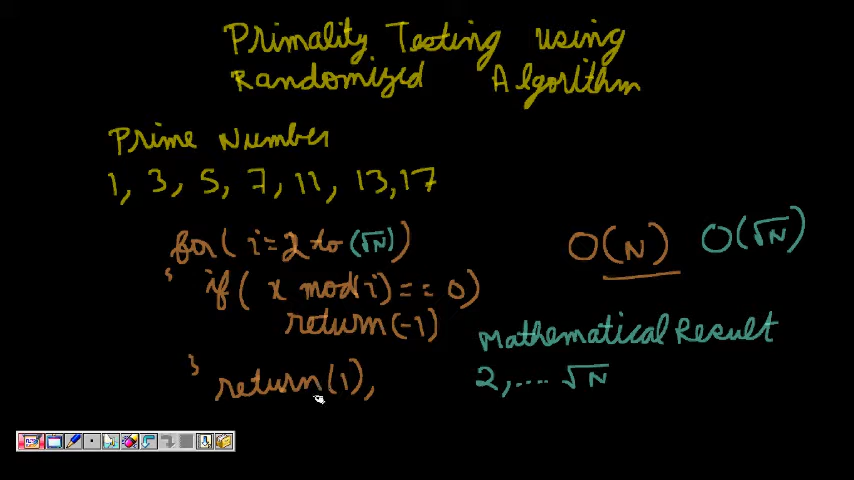 Primality Testing using
Randomized Algorithm
Prime Number
1, 3, 5, 7, 11, 13, 17
for( i=2 to (√N))
O(N) O(√N)
{
if( x mod i) == 0)
return(-1)
}
return(1),
Mathematical Result
2, .... √N